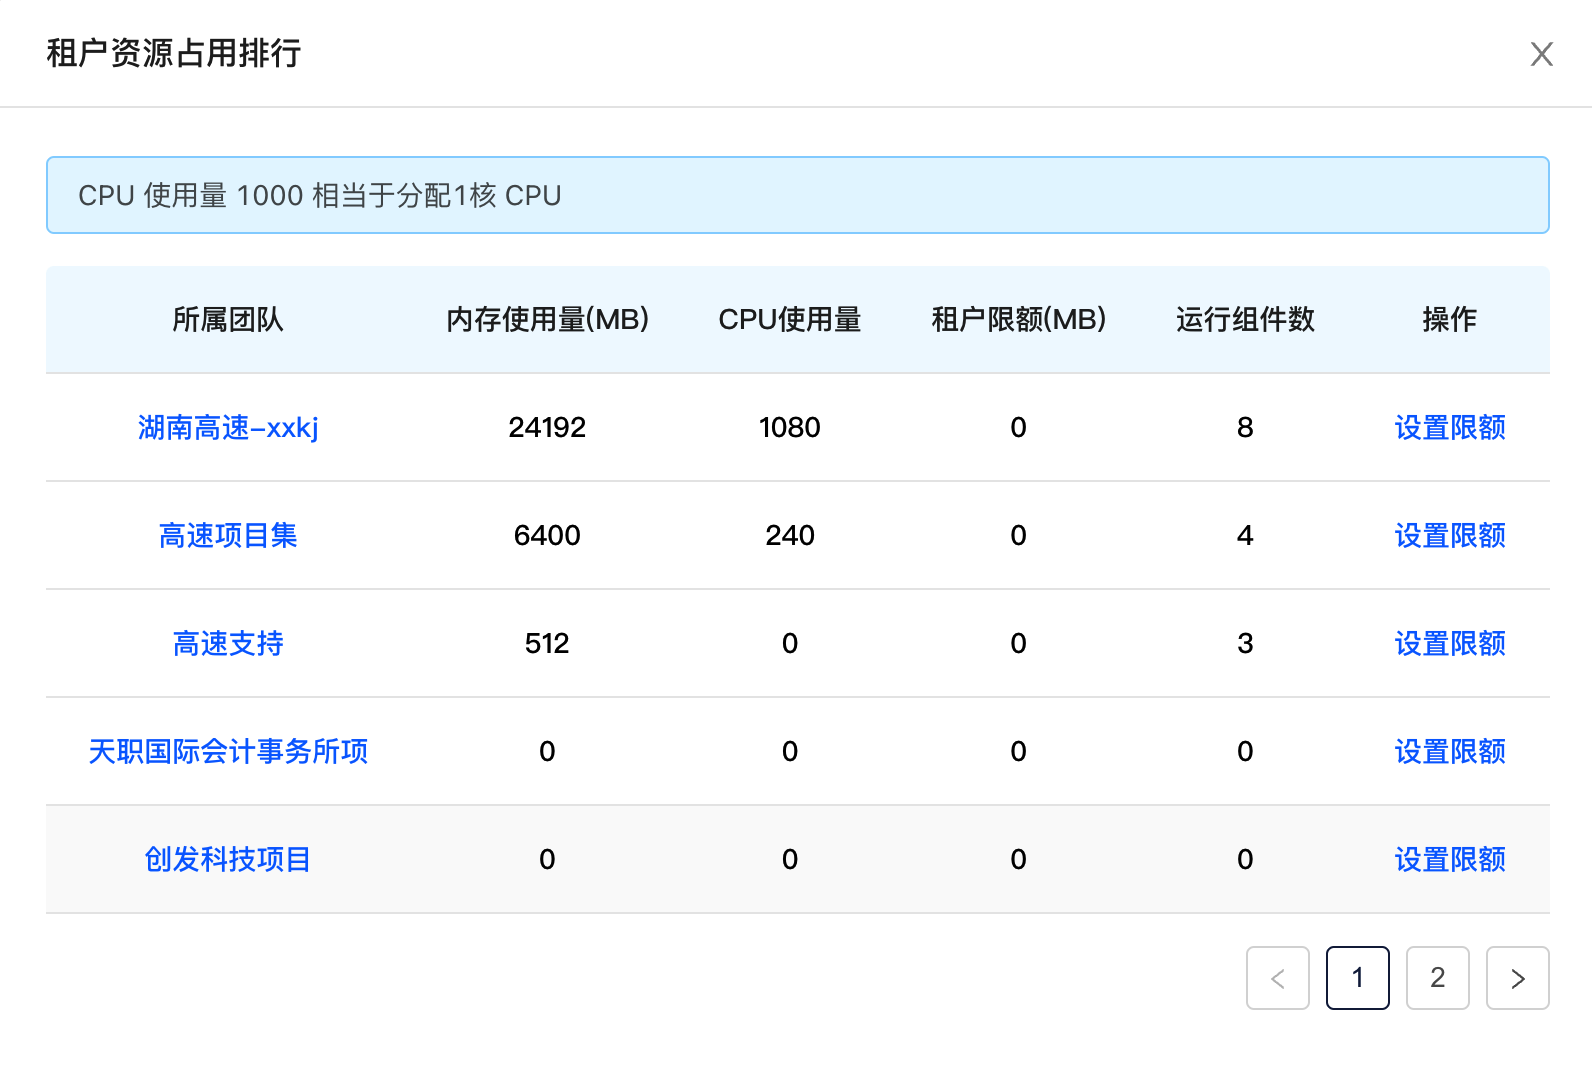 租户资源占用排行
CPU 使用量 1000 相当于分配1核 CPU
所属团队 内存使用量(MB) CPU使用量 租户限额(MB) 运行组件数 操作
湖南高速-xxkj 24192 1080 0 8 设置限额
高速项目集 6400 240 0 4 设置限额
高速支持 512 0 0 3 设置限额
天职国际会计事务所项 0 0 0 0 设置限额
创发科技项目 0 0 0 0 设置限额
< 1 2 >